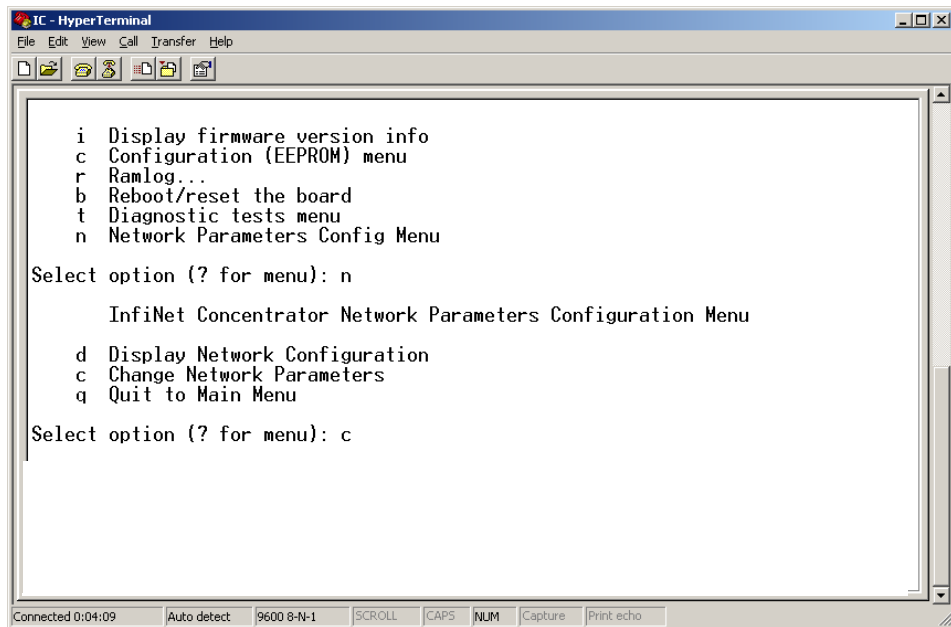 IC - HyperTerminal
File Edit View Call Transfer Help
i Display firmware version info
c Configuration (EEPROM) menu
r Ramlog...
b Reboot/reset the board
t Diagnostic tests menu
n Network Parameters Config Menu
Select option (? for menu): n
InfiNet Concentrator Network Parameters Configuration Menu
d Display Network Configuration
c Change Network Parameters
q Quit to Main Menu
Select option (? for menu): c
Connected 0:04:09 Auto detect 9600 8-N-1 SCROLL CAPS NUM Capture Print echo